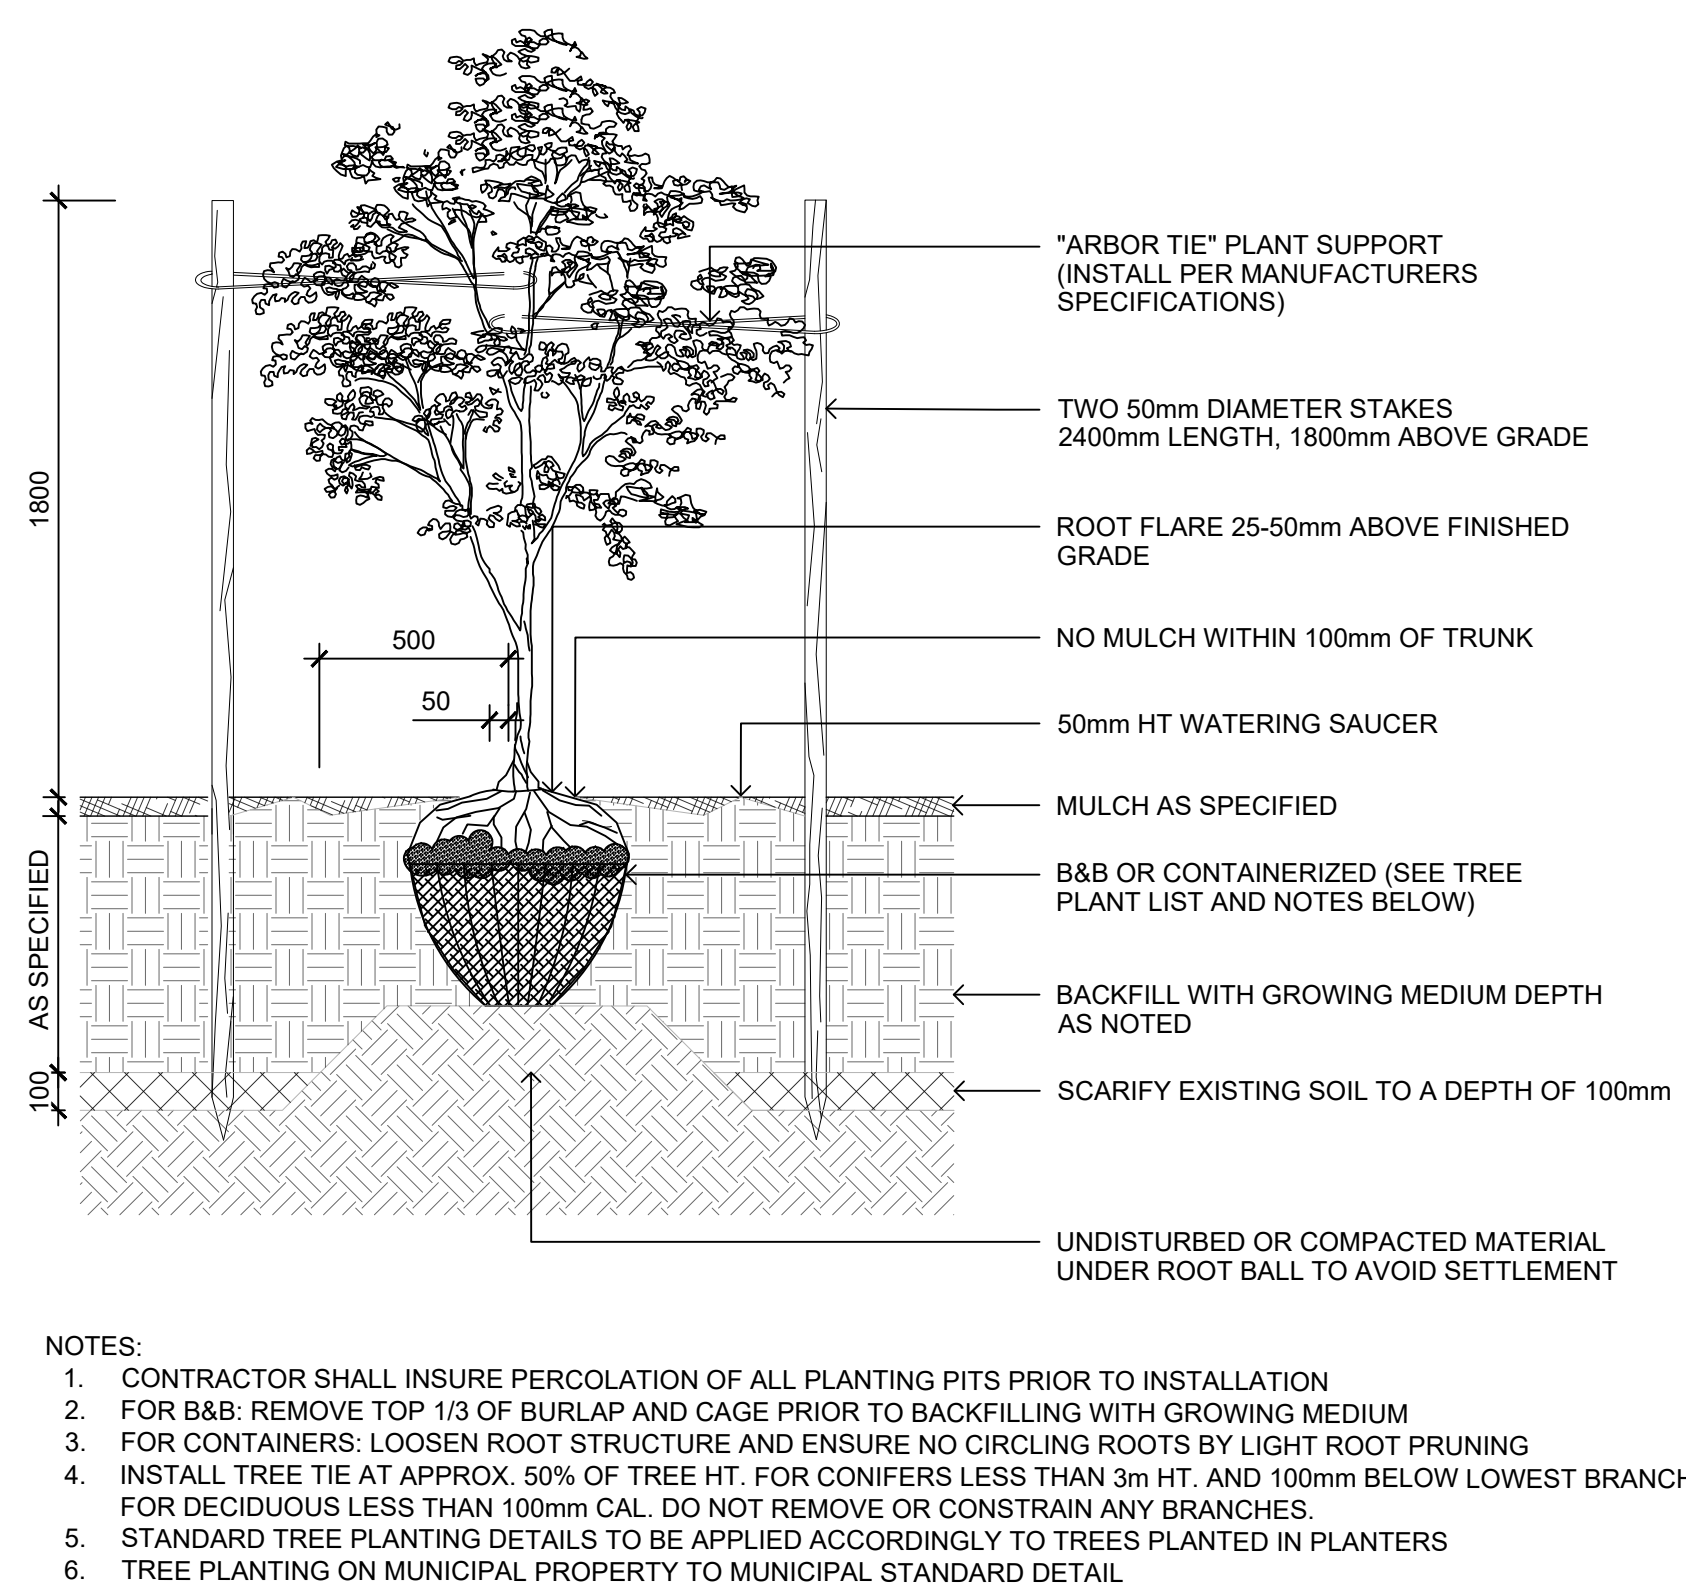 "ARBOR TIE" PLANT SUPPORT
(INSTALL PER MANUFACTURERS
SPECIFICATIONS)
TWO 50mm DIAMETER STAKES
2400mm LENGTH, 1800mm ABOVE GRADE
1800
ROOT FLARE 25-50mm ABOVE FINISHED
GRADE
500
NO MULCH WITHIN 100mm OF TRUNK
50
50mm HT WATERING SAUCER
MULCH AS SPECIFIED
B&B OR CONTAINERIZED (SEE TREE
PLANT LIST AND NOTES BELOW)
AS SPECIFIED
BACKFILL WITH GROWING MEDIUM DEPTH
AS NOTED
100
SCARIFY EXISTING SOIL TO A DEPTH OF 100mm
UNDISTURBED OR COMPACTED MATERIAL
UNDER ROOT BALL TO AVOID SETTLEMENT
NOTES:
1. CONTRACTOR SHALL INSURE PERCOLATION OF ALL PLANTING PITS PRIOR TO INSTALLATION
2. FOR B&B: REMOVE TOP 1/3 OF BURLAP AND CAGE PRIOR TO BACKFILLING WITH GROWING MEDIUM
3. FOR CONTAINERS: LOOSEN ROOT STRUCTURE AND ENSURE NO CIRCLING ROOTS BY LIGHT ROOT PRUNING
4. INSTALL TREE TIE AT APPROX. 50% OF TREE HT. FOR CONIFERS LESS THAN 3m HT. AND 100mm BELOW LOWEST BRANCH
FOR DECIDUOUS LESS THAN 100mm CAL. DO NOT REMOVE OR CONSTRAIN ANY BRANCHES.
5. STANDARD TREE PLANTING DETAILS TO BE APPLIED ACCORDINGLY TO TREES PLANTED IN PLANTERS
6. TREE PLANTING ON MUNICIPAL PROPERTY TO MUNICIPAL STANDARD DETAIL